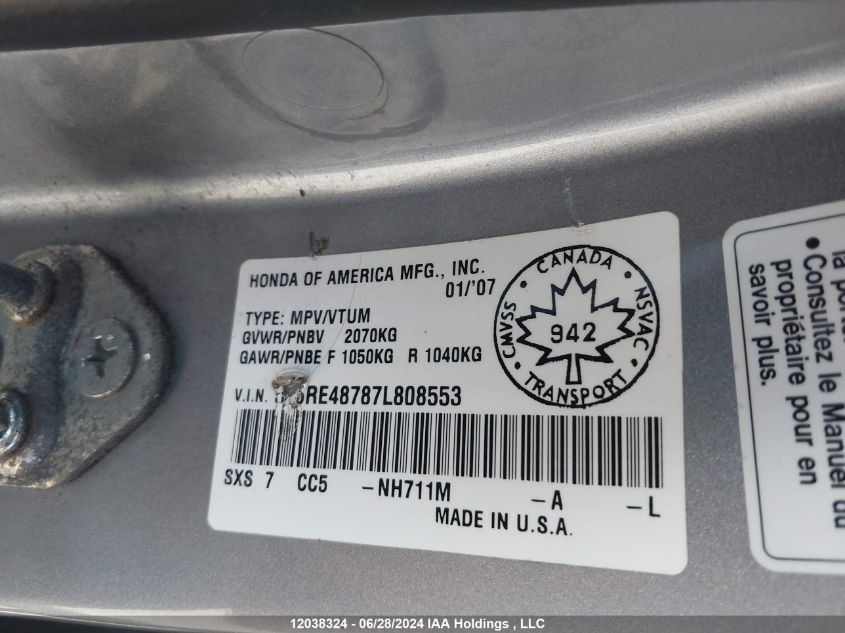 HONDA OF AMERICA MFG., INC.
01/'07
TYPE: MPV/VTUM
GVWR/PNBV 2070KG
GAWR/PNBE F 1050KG R 1040KG
V.I.N. RE48787L808553
SXS 7 CC5 -NH711M -A -L
MADE IN U.S.A.
CANADA
CMVSS
942
NSVAC
TRANSPORT
• Consultez le Manuel du
propriétaire pour en
savoir plus.
12038324 - 06/28/2024 IAA Holdings , LLC